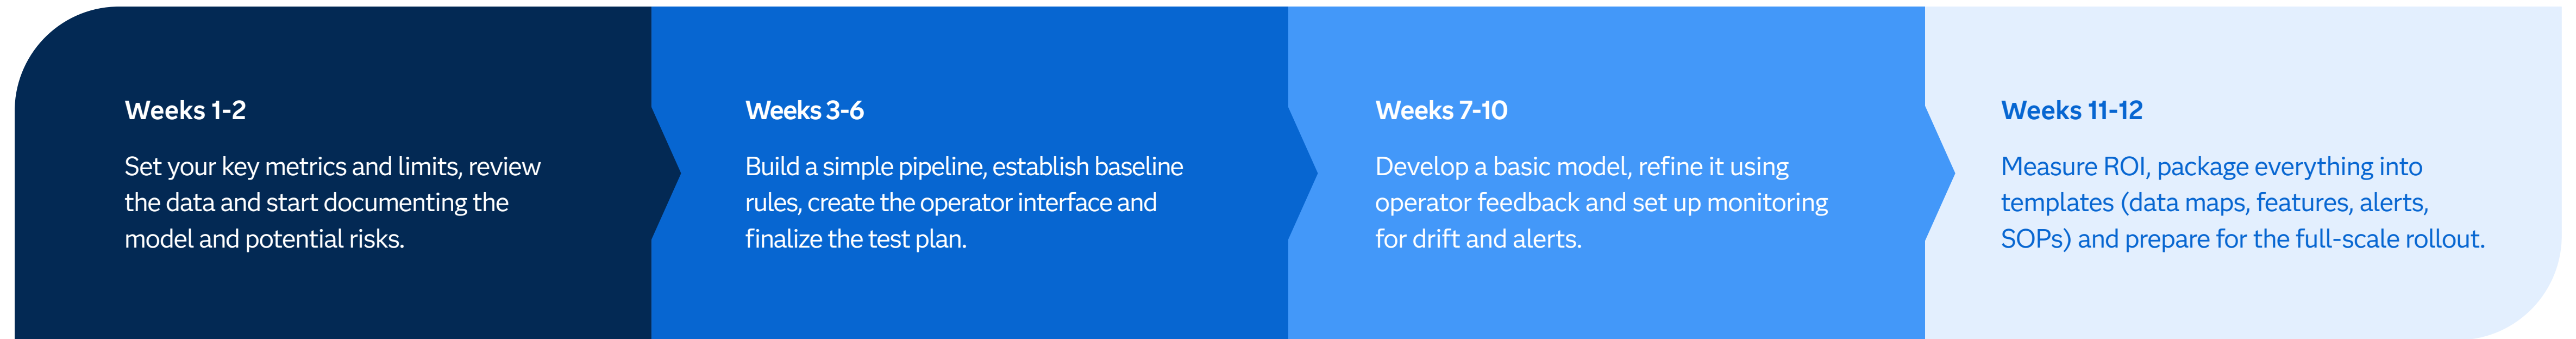 Weeks 1-2
Set your key metrics and limits, review
the data and start documenting the
model and potential risks.
Weeks 3-6
Build a simple pipeline, establish baseline
rules, create the operator interface and
finalize the test plan.
Weeks 7-10
Develop a basic model, refine it using
operator feedback and set up monitoring
for drift and alerts.
Weeks 11-12
Measure ROI, package everything into
templates (data maps, features, alerts,
SOPs) and prepare for the full-scale rollout.